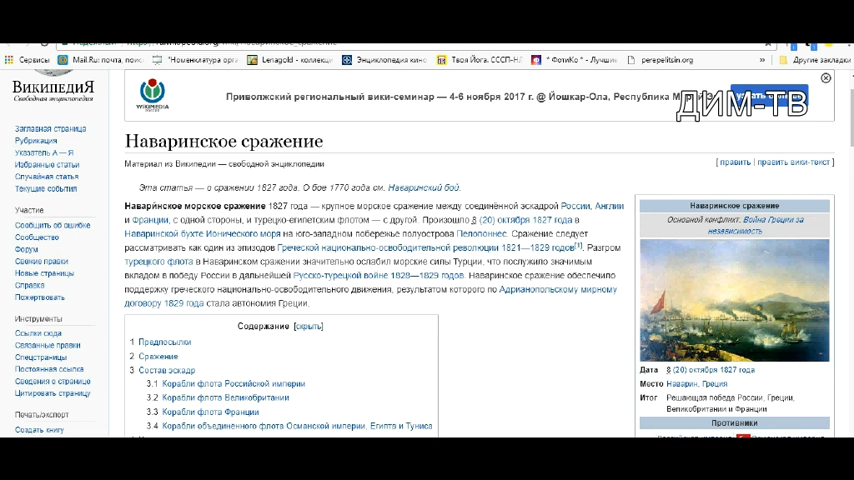 Сервисы
Mail.Ru: почта, поиск
"Номенклатура орга
Lenagold - коллекци
Энциклопедия кино
Твоя Йога. СССР-НЛ
* ФотиКо * - Лучшие
perepelitsin.org
»
Другие закладки
ВикипедиЯ
Свободная энциклопедия
WIKIPEDIA
Приволжский региональный вики-семинар — 4-6 ноября 2017 г. @ Йошкар-Ола, Республика
ДИМ-ТВ
Заглавная страница
Рубрикация
Указатель А — Я
Избранные статьи
Случайная статья
Текущие события
Участие
Сообщить об ошибке
Сообщество
Форум
Свежие правки
Новые страницы
Справка
Пожертвовать
Инструменты
Ссылки сюда
Связанные правки
Спецстраницы
Постоянная ссылка
Сведения о странице
Цитировать страницу
Печать/экспорт
Создать книгу
Наваринское сражение
Материал из Википедии — свободной энциклопедии
[ править | править вики-текст ]
Эта статья — о сражении 1827 года. О бое 1770 года см. Наваринский бой.
Навари́нское морское сражение 1827 года — крупное морское сражение между соединённой эскадрой России, Англии
и Франции, с одной стороны, и турецко-египетским флотом — с другой. Произошло 8 (20) октября 1827 года в
Наваринской бухте Ионического моря на юго-западном побережье полуострова Пелопоннес. Сражение следует
рассматривать как один из эпизодов Греческой национально-освободительной революции 1821—1829 годов[1]. Разгром
турецкого флота в Наваринском сражении значительно ослабил морские силы Турции, что послужило значимым
вкладом в победу России в дальнейшей Русско-турецкой войне 1828—1829 годов. Наваринское сражение обеспечило
поддержку греческого национально-освободительного движения, результатом которого по Адрианопольскому мирному
договору 1829 года стала автономия Греции.
Содержание [скрыть]
1 Предпосылки
2 Сражение
3 Состав эскадр
3.1 Корабли флота Российской империи
3.2 Корабли флота Великобритании
3.3 Корабли флота Франции
3.4 Корабли объединенного флота Османской империи, Египта и Туниса
Наваринское сражение
Основной конфликт: Война Греции за
независимость
Дата 8 (20) октября 1827 года
Место Наварин, Греция
Итог Решающая победа России, Греции,
Великобритании и Франции
Противники